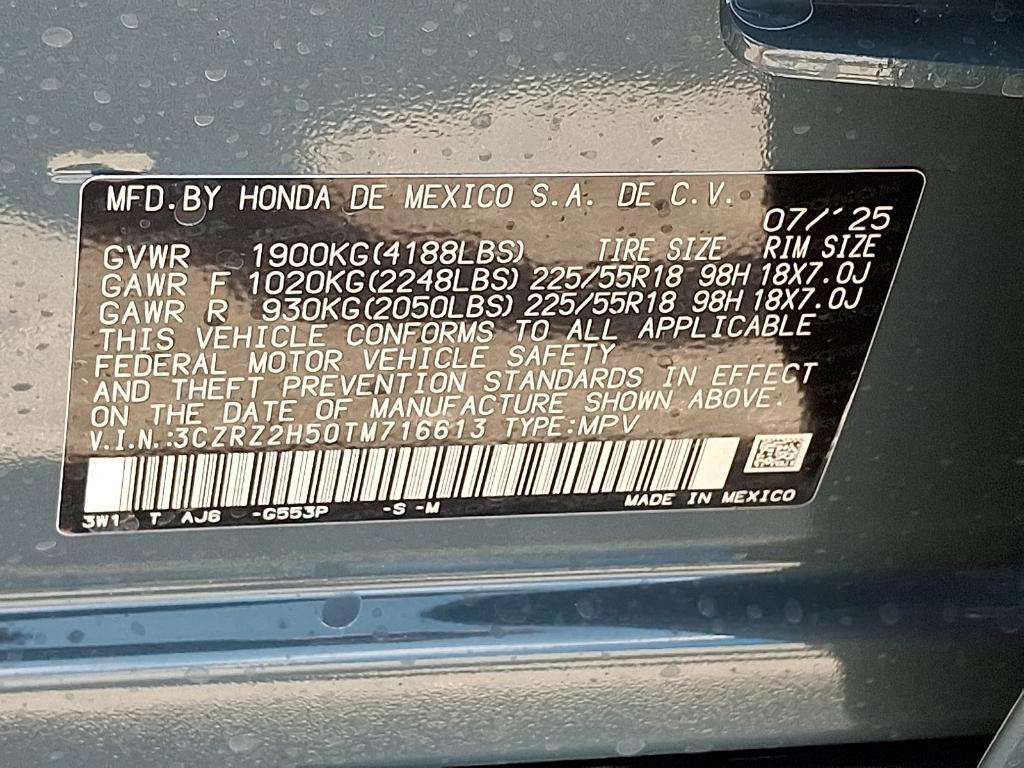 MFD.BY HONDA DE MEXICO S.A. DE C.V.
07/'25
GVWR 1900KG(4188LBS) TIRE SIZE RIM SIZE
GAWR F 1020KG(2248LBS) 225/55R18 98H 18X7.0J
GAWR R 930KG(2050LBS) 225/55R18 98H 18X7.0J
THIS VEHICLE CONFORMS TO ALL APPLICABLE
FEDERAL MOTOR VEHICLE SAFETY
AND THEFT PREVENTION STANDARDS IN EFFECT
ON THE DATE OF MANUFACTURE SHOWN ABOVE.
V.I.N.:3CZRZ2H50TM716613 TYPE:MPV
3W1 T AJ6 -G553P -S -M MADE IN MEXICO